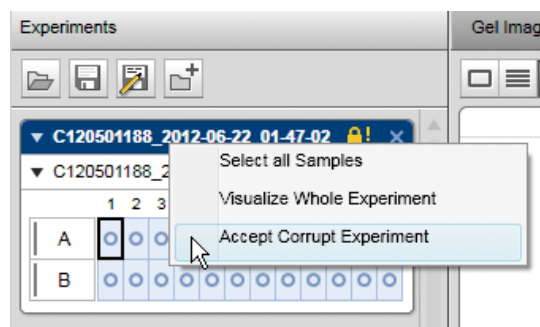 Experiments
Gel Imag
C120501188_2012-06-22_01-47-02
C120501188_2
Select all Samples
Visualize Whole Experiment
Accept Corrupt Experiment
1 2 3
A
B